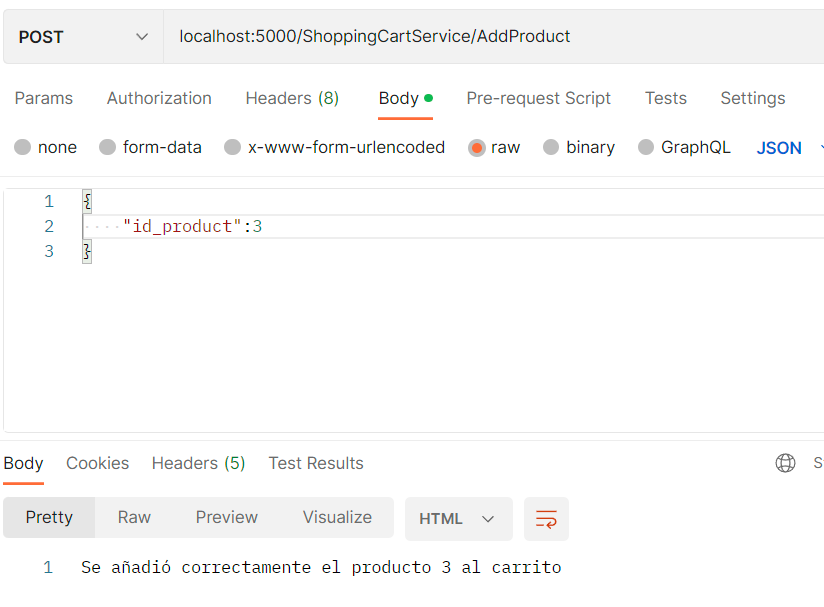 POST localhost:5000/ShoppingCartService/AddProduct
Params Authorization Headers (8) Body Pre-request Script Tests Settings
none form-data x-www-form-urlencoded raw binary GraphQL JSON
1 {
2 "id_product":3
3 }
Body Cookies Headers (5) Test Results
Pretty Raw Preview Visualize HTML
1 Se añadió correctamente el producto 3 al carrito